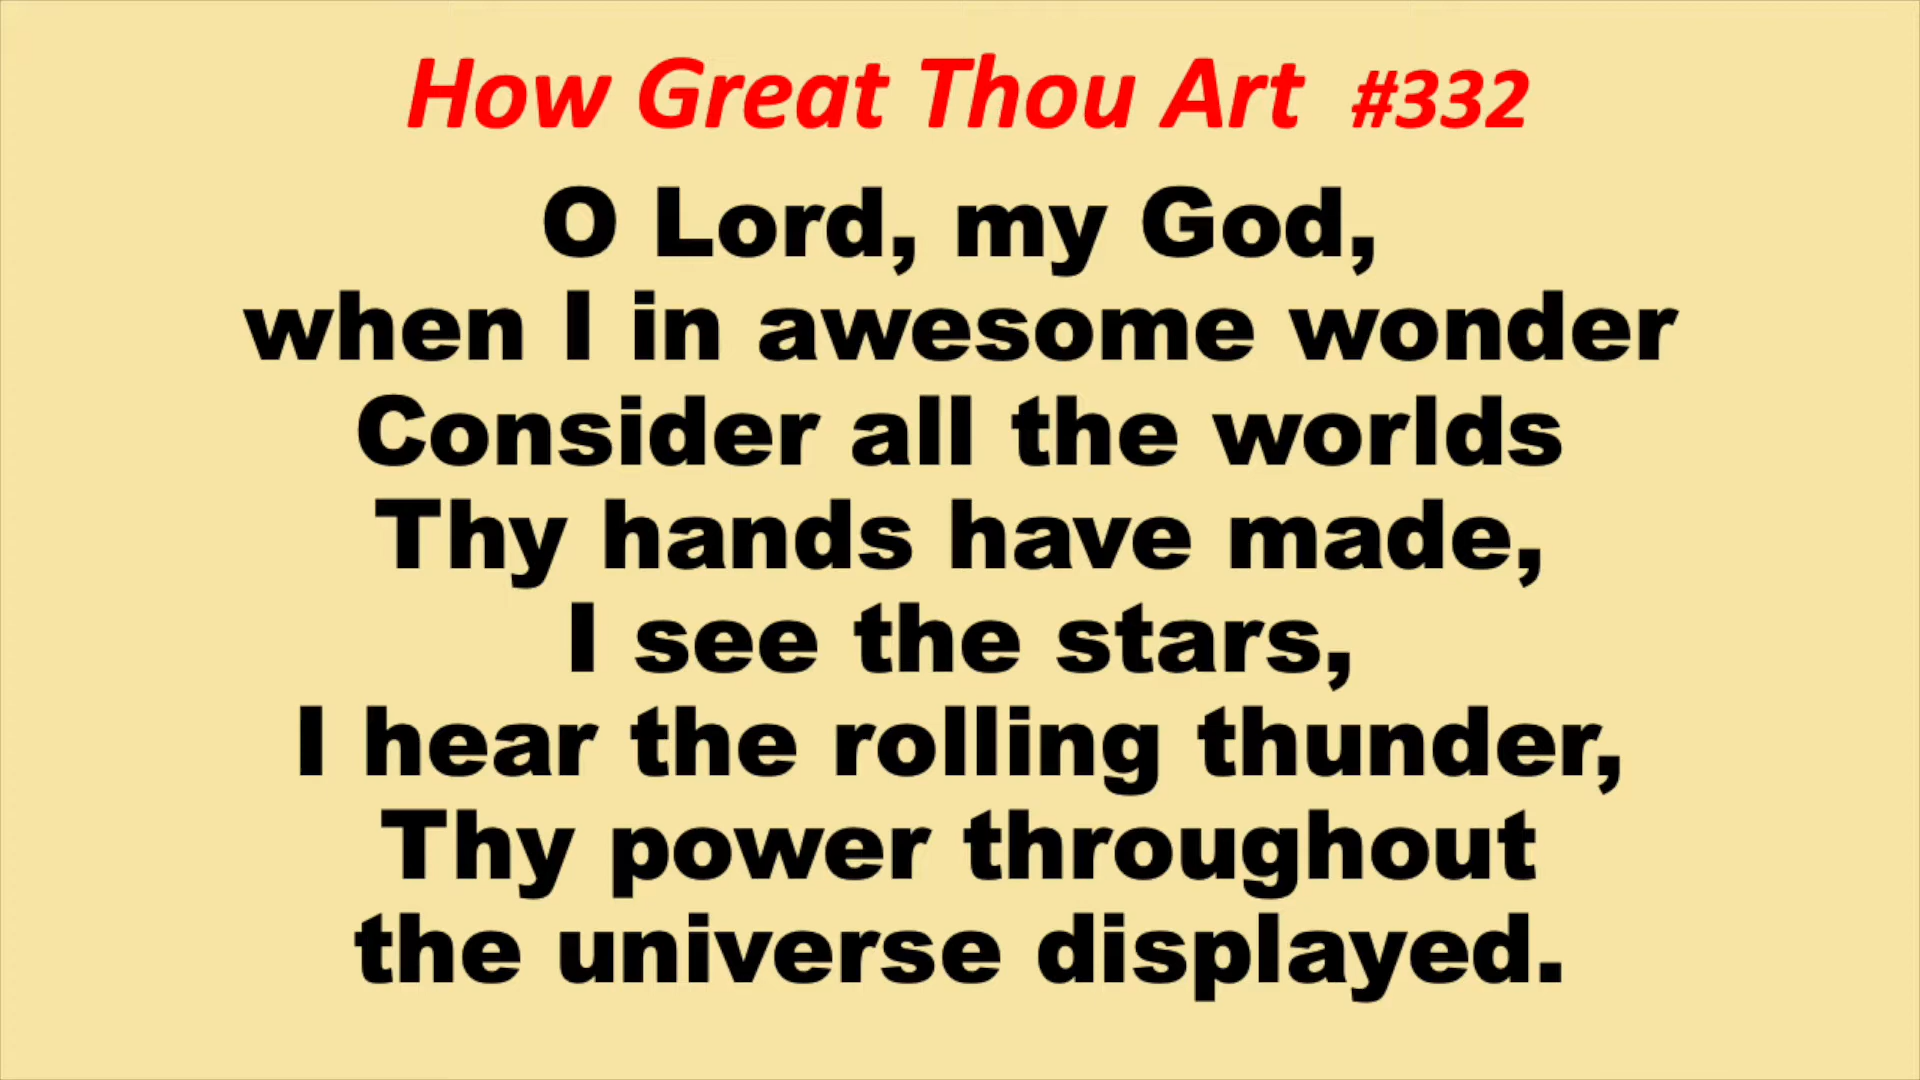 How Great Thou Art #332
O Lord, my God,
when I in awesome wonder
Consider all the worlds
Thy hands have made,
I see the stars,
I hear the rolling thunder,
Thy power throughout
the universe displayed.